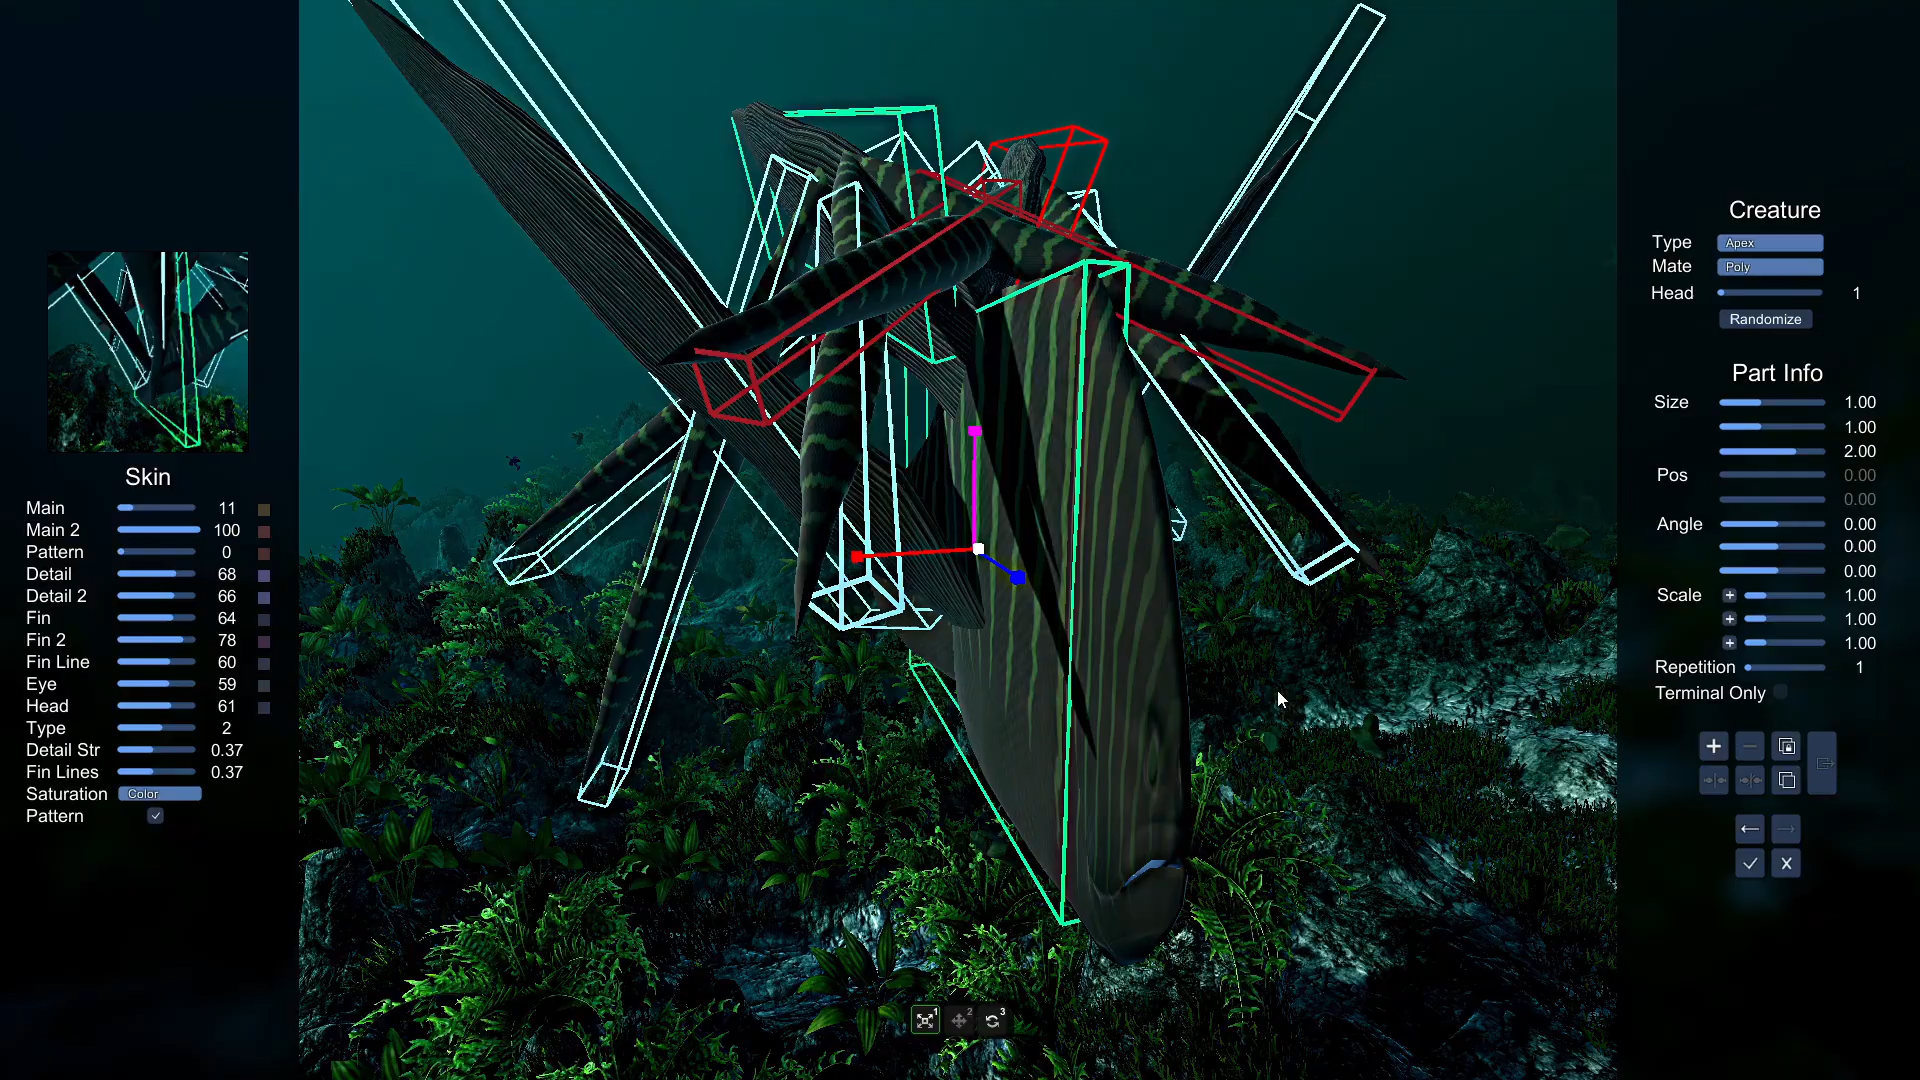 Skin
Main 11
Main 2 100
Pattern 0
Detail 68
Detail 2 66
Fin 64
Fin 2 78
Fin Line 60
Eye 59
Head 61
Type 2
Detail Str 0.37
Fin Lines 0.37
Saturation Color
Pattern
1 2 3
Creature
Type Apex
Mate Poly
Head 1
Randomize
Part Info
Size 1.00
1.00
2.00
Pos 0.00
0.00
Angle 0.00
0.00
0.00
Scale + 1.00
+ 1.00
+ 1.00
Repetition 1
Terminal Only